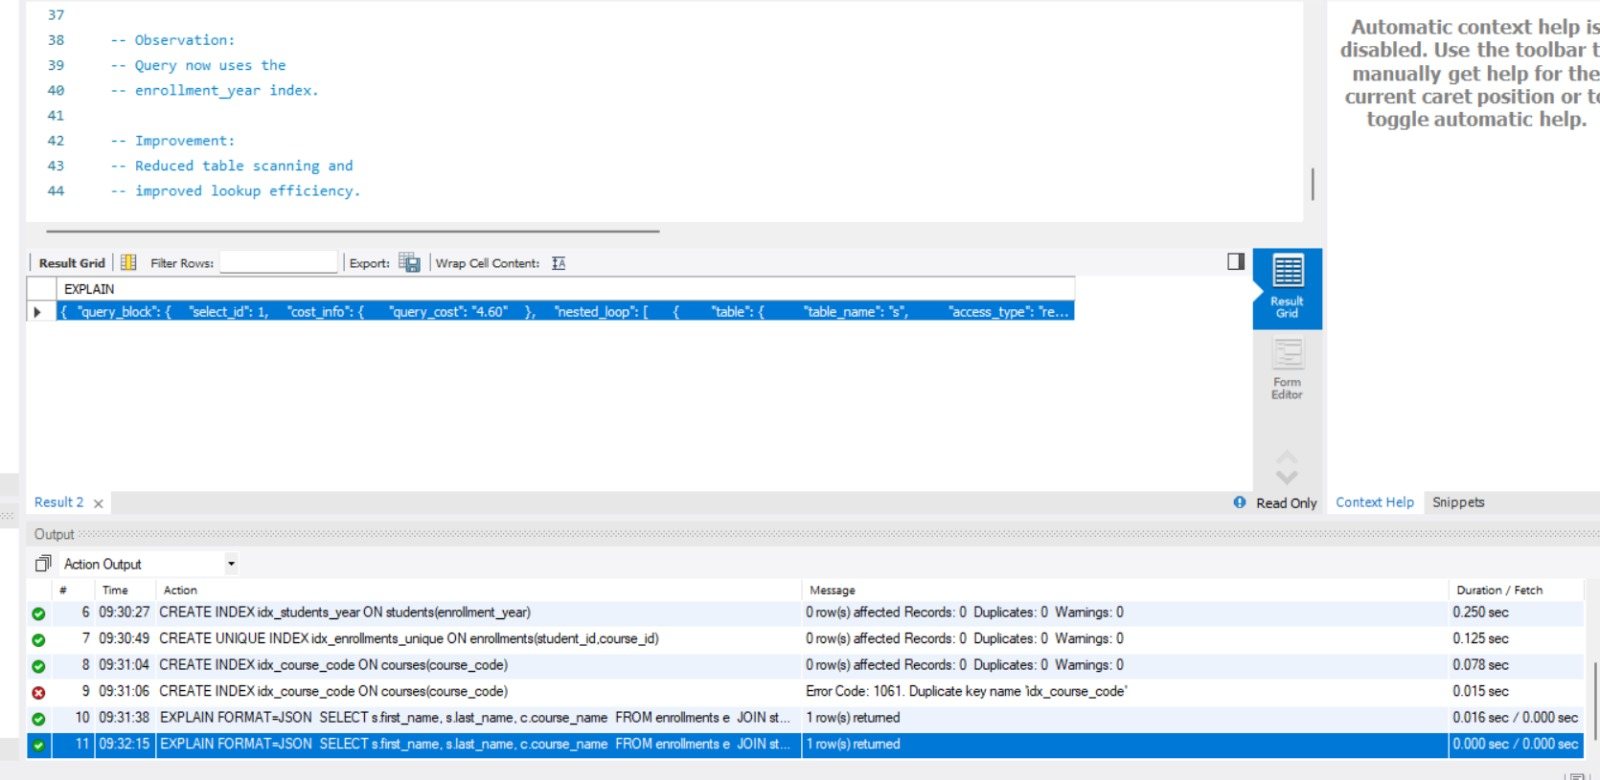 37
38 -- Observation:
39 -- Query now uses the
40 -- enrollment_year index.
41
42 -- Improvement:
43 -- Reduced table scanning and
44 -- improved lookup efficiency.
Automatic context help is
disabled. Use the toolbar t
manually get help for the
current caret position or to
toggle automatic help.
Result Grid Filter Rows: Export: Wrap Cell Content:
EXPLAIN
{ "query_block": { "select_id": 1, "cost_info": { "query_cost": "4.60" }, "nested_loop": [ { "table": { "table_name": "s", "access_type": "re...
Result
Grid
Form
Editor
Result 2
Read Only
Context Help Snippets
Output
Action Output
# Time Action Message Duration / Fetch
6 09:30:27 CREATE INDEX idx_students_year ON students(enrollment_year) 0 row(s) affected Records: 0 Duplicates: 0 Warnings: 0 0.250 sec
7 09:30:49 CREATE UNIQUE INDEX idx_enrollments_unique ON enrollments(student_id,course_id) 0 row(s) affected Records: 0 Duplicates: 0 Warnings: 0 0.125 sec
8 09:31:04 CREATE INDEX idx_course_code ON courses(course_code) 0 row(s) affected Records: 0 Duplicates: 0 Warnings: 0 0.078 sec
9 09:31:06 CREATE INDEX idx_course_code ON courses(course_code) Error Code: 1061. Duplicate key name 'idx_course_code' 0.015 sec
10 09:31:38 EXPLAIN FORMAT=JSON SELECT s.first_name, s.last_name, c.course_name FROM enrollments e JOIN st... 1 row(s) returned 0.016 sec / 0.000 sec
11 09:32:15 EXPLAIN FORMAT=JSON SELECT s.first_name, s.last_name, c.course_name FROM enrollments e JOIN st... 1 row(s) returned 0.000 sec / 0.000 sec